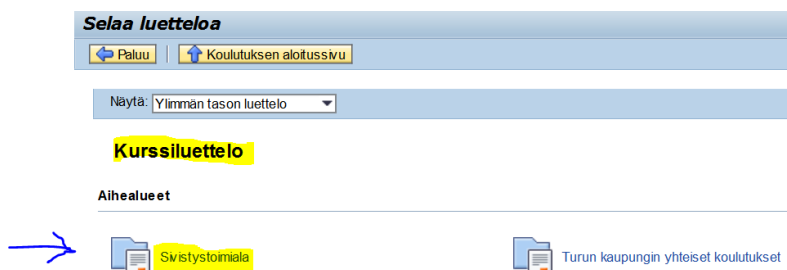 Selaa luetteloa
Paluu Koulutuksen aloitussivu
Näytä: Ylimmän tason luettelo
Kurssiluettelo
Aihealueet
Sivistystoimiala Turun kaupungin yhteiset koulutukset